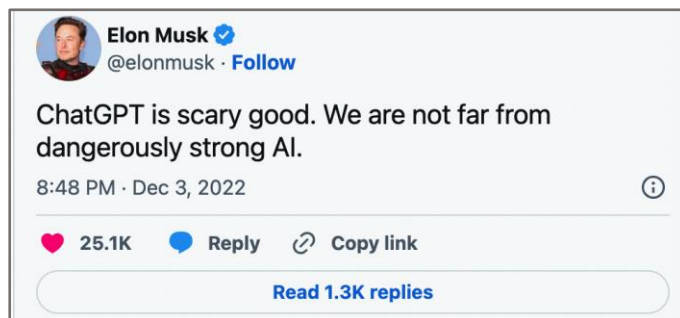 Elon Musk
@elonmusk · Follow
ChatGPT is scary good. We are not far from
dangerously strong AI.
8:48 PM · Dec 3, 2022
25.1K Reply Copy link
Read 1.3K replies